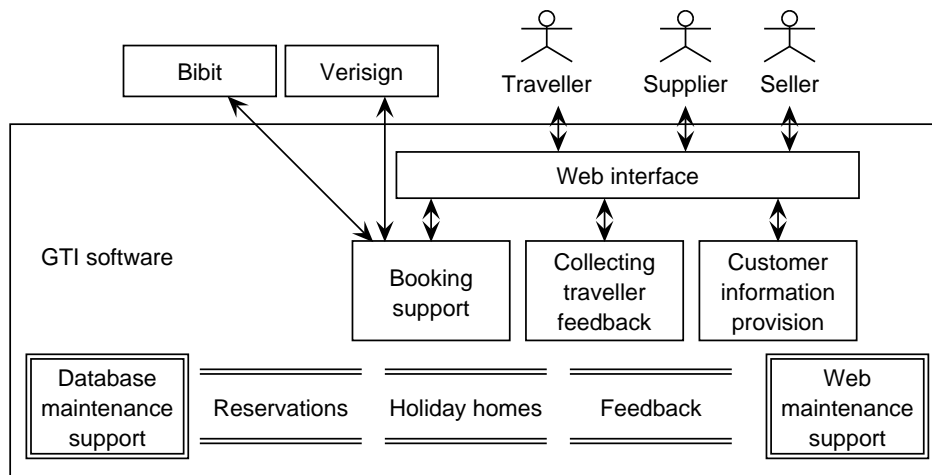 Bibit
Verisign
Traveller
Supplier
Seller
Web interface
GTI software
Booking
support
Collecting
traveller
feedback
Customer
information
provision
Database
maintenance
support
Reservations
Holiday homes
Feedback
Web
maintenance
support